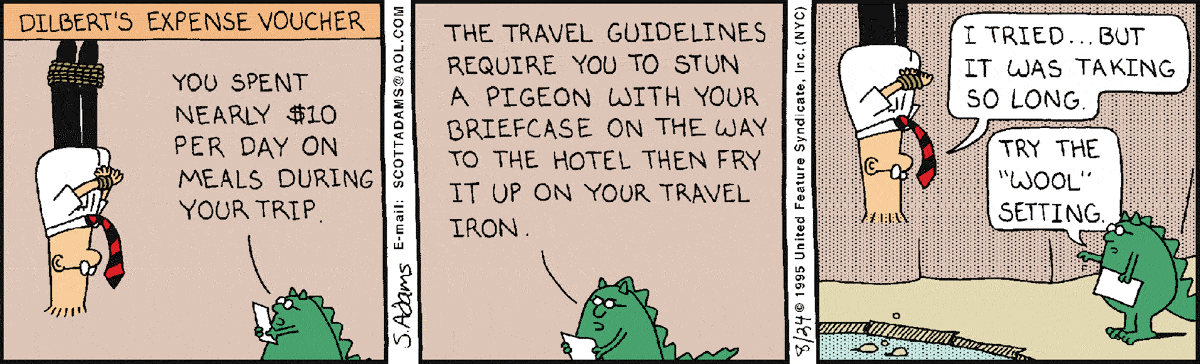 DILBERT'S EXPENSE VOUCHER
YOU SPENT
NEARLY $10
PER DAY ON
MEALS DURING
YOUR TRIP.
S.Adams E-mail: SCOTTADAMS@AOL.COM
THE TRAVEL GUIDELINES
REQUIRE YOU TO STUN
A PIGEON WITH YOUR
BRIEFCASE ON THE WAY
TO THE HOTEL THEN FRY
IT UP ON YOUR TRAVEL
IRON.
8/24 © 1995 United Feature Syndicate, Inc. (NYC)
I TRIED...BUT
IT WAS TAKING
SO LONG.
TRY THE
"WOOL"
SETTING.